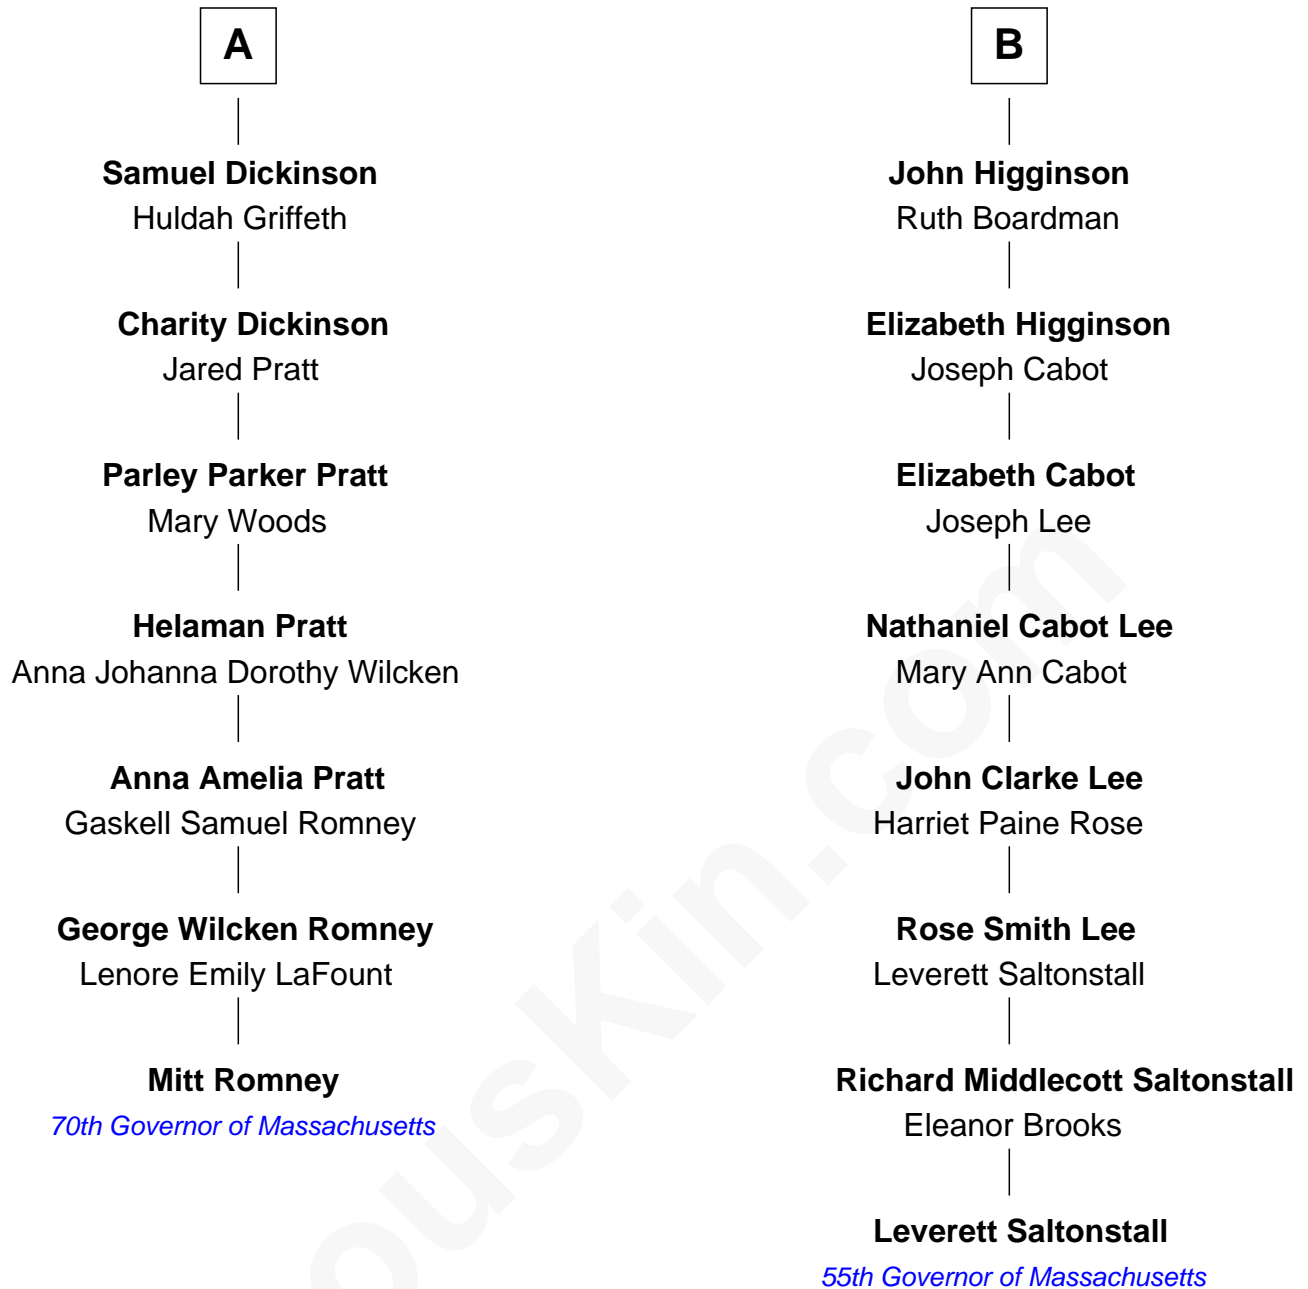 A
Samuel Dickinson
Huldah Griffeth
Charity Dickinson
Jared Pratt
Parley Parker Pratt
Mary Woods
Helaman Pratt
Anna Johanna Dorothy Wilcken
Anna Amelia Pratt
Gaskell Samuel Romney
George Wilcken Romney
Lenore Emily LaFount
Mitt Romney
70th Governor of Massachusetts
B
John Higginson
Ruth Boardman
Elizabeth Higginson
Joseph Cabot
Elizabeth Cabot
Joseph Lee
Nathaniel Cabot Lee
Mary Ann Cabot
John Clarke Lee
Harriet Paine Rose
Rose Smith Lee
Leverett Saltonstall
Richard Middlecott Saltonstall
Eleanor Brooks
Leverett Saltonstall
55th Governor of Massachusetts
ousKin.com